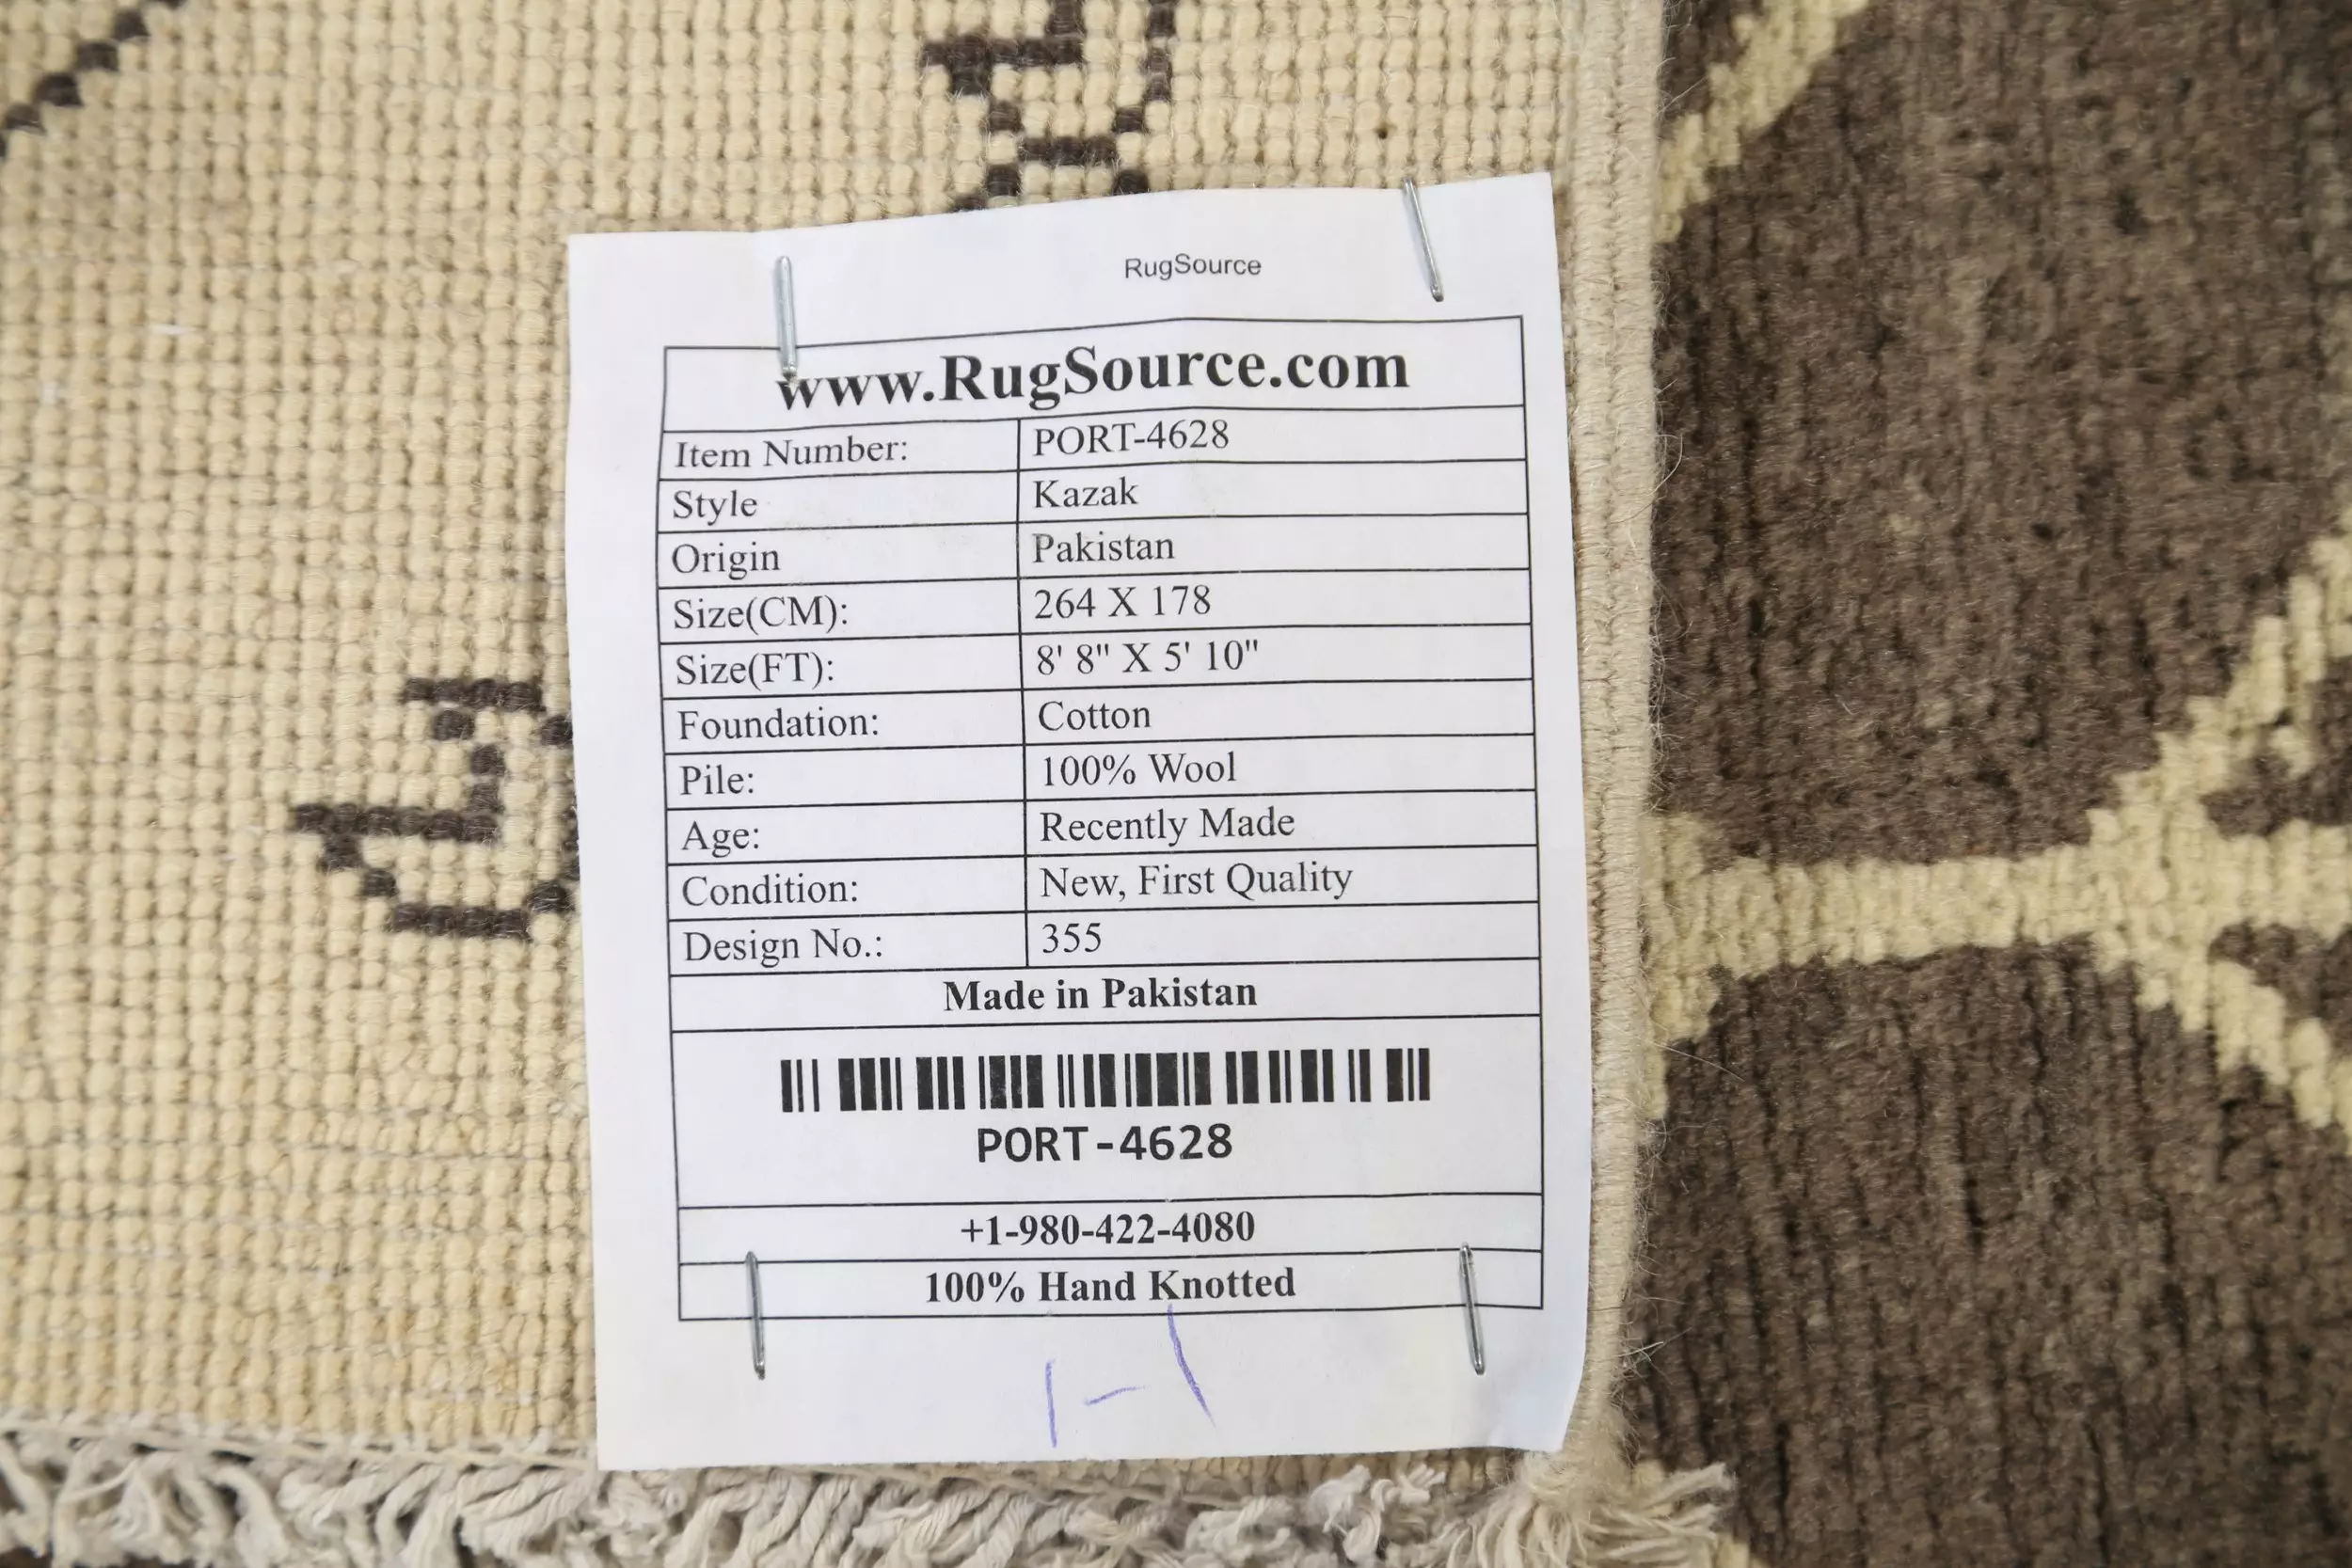 RugSource
www.RugSource.com
Item Number: PORT-4628
Style Kazak
Origin Pakistan
Size(CM): 264 X 178
Size(FT): 8' 8" X 5' 10"
Foundation: Cotton
Pile: 100% Wool
Age: Recently Made
Condition: New, First Quality
Design No.: 355
Made in Pakistan
PORT-4628
+1-980-422-4080
100% Hand Knotted
1-1